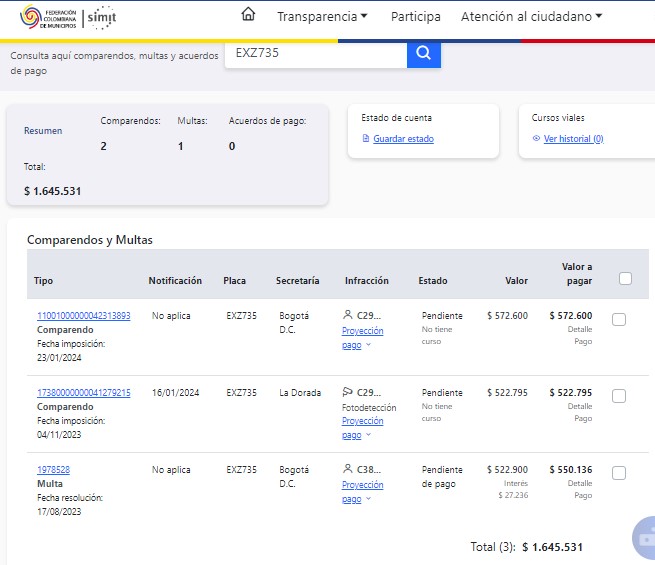 FEDERACIÓN
COLOMBIANA
DE MUNICIPIOS
simit
Transparencia
Participa
Atención al ciudadano
Consulta aquí comparendos, multas y acuerdos
de pago
EXZ735
Resumen
Comparendos:
Multas:
Acuerdos de pago:
2
1
0
Total:
$ 1.645.531
Estado de cuenta
Guardar estado
Cursos viales
Ver historial (0)
Comparendos y Multas
Tipo
Notificación
Placa
Secretaría
Infracción
Estado
Valor
Valor a
pagar
11001000000042313893
Comparendo
Fecha imposición:
23/01/2024
No aplica
EXZ735
Bogotá
D.C.
C29...
Proyección
pago
Pendiente
No tiene
curso
$ 572.600
$ 572.600
Detalle
Pago
17380000000041279215
Comparendo
Fecha imposición:
04/11/2023
16/01/2024
EXZ735
La Dorada
C29...
Fotodetección
Proyección
pago
Pendiente
No tiene
curso
$ 522.795
$ 522.795
Detalle
Pago
1978528
Multa
Fecha resolución:
17/08/2023
No aplica
EXZ735
Bogotá
D.C.
C38...
Proyección
pago
Pendiente
de pago
$ 522.900
Interés
$ 27.236
$ 550.136
Detalle
Pago
Total (3): $ 1.645.531